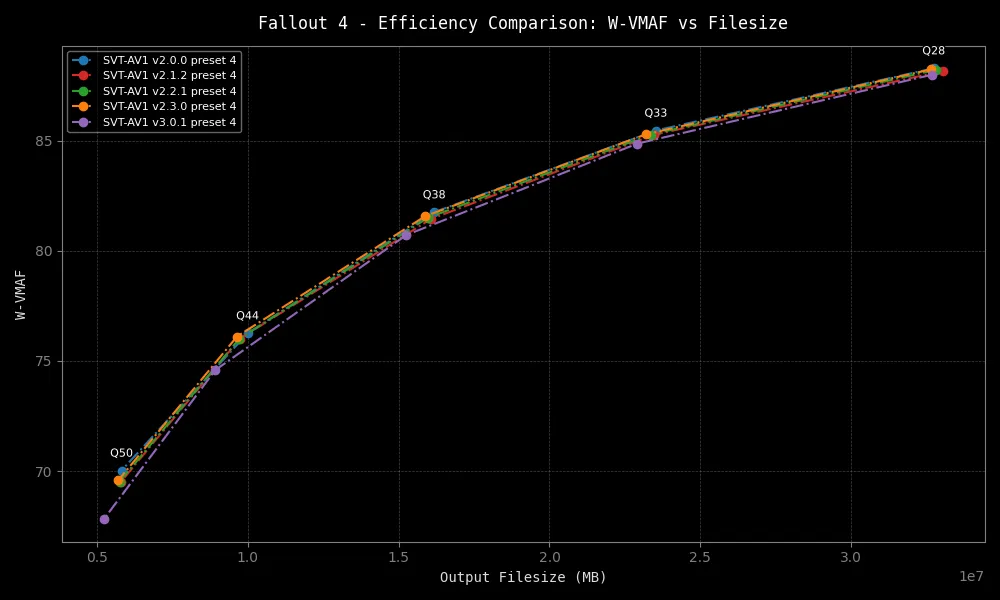 Fallout 4 - Efficiency Comparison: W-VMAF vs Filesize
SVT-AV1 v2.0.0 preset 4
SVT-AV1 v2.1.2 preset 4
SVT-AV1 v2.2.1 preset 4
SVT-AV1 v2.3.0 preset 4
SVT-AV1 v3.0.1 preset 4
Q28
Q33
Q38
Q44
Q50
W-VMAF
85
80
75
70
0.5 1.0 1.5 2.0 2.5 3.0
1e7
Output Filesize (MB)